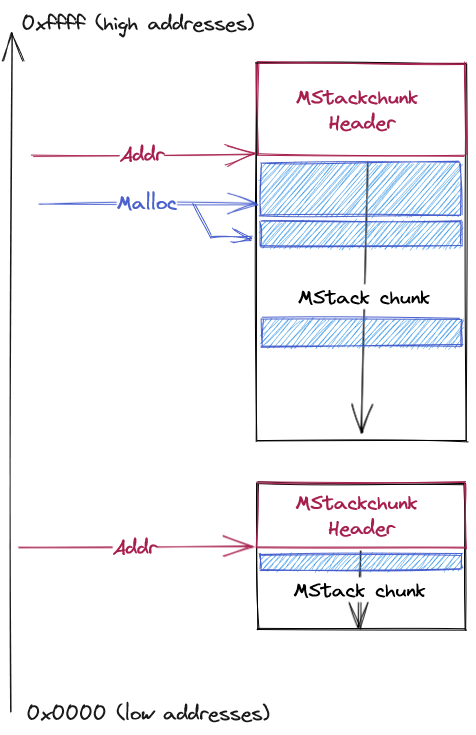 0xffff (high addresses)
MStackchunk
Header
Addr
Malloc
MStack chunk
MStackchunk
Header
Addr
MStack chunk
0x0000 (low addresses)